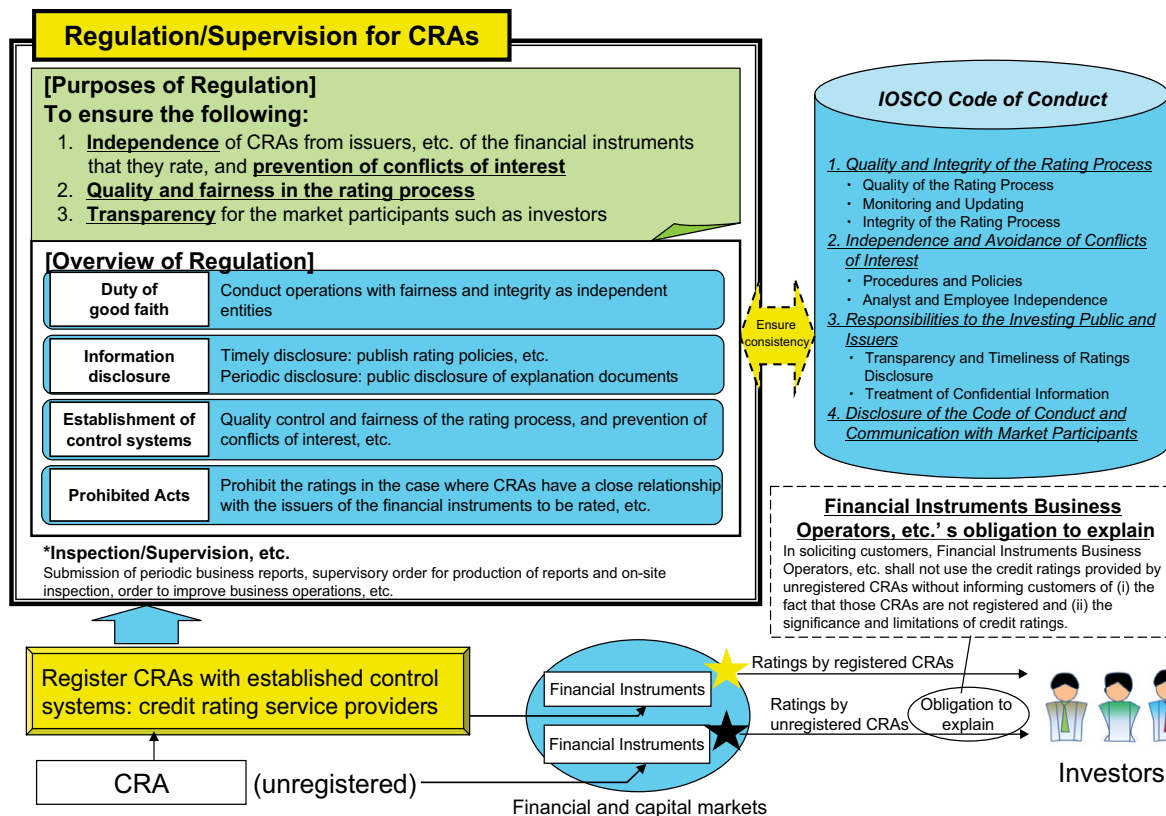 Regulation/Supervision for CRAs
[Purposes of Regulation]
To ensure the following:
1. Independence of CRAs from issuers, etc. of the financial instruments
that they rate, and prevention of conflicts of interest
2. Quality and fairness in the rating process
3. Transparency for the market participants such as investors
[Overview of Regulation]
Duty of
good faith
Conduct operations with fairness and integrity as independent
entities
Information
disclosure
Timely disclosure: publish rating policies, etc.
Periodic disclosure: public disclosure of explanation documents
Establishment of
control systems
Quality control and fairness of the rating process, and prevention of
conflicts of interest, etc.
Prohibited Acts
Prohibit the ratings in the case where CRAs have a close relationship
with the issuers of the financial instruments to be rated, etc.
*Inspection/Supervision, etc.
Submission of periodic business reports, supervisory order for production of reports and on-site
inspection, order to improve business operations, etc.
Ensure
consistency
IOSCO Code of Conduct
1. Quality and Integrity of the Rating Process
・ Quality of the Rating Process
・ Monitoring and Updating
・ Integrity of the Rating Process
2. Independence and Avoidance of Conflicts
of Interest
・ Procedures and Policies
・ Analyst and Employee Independence
3. Responsibilities to the Investing Public and
Issuers
・ Transparency and Timeliness of Ratings
Disclosure
・ Treatment of Confidential Information
4. Disclosure of the Code of Conduct and
Communication with Market Participants
Financial Instruments Business
Operators, etc.' s obligation to explain
In soliciting customers, Financial Instruments Business
Operators, etc. shall not use the credit ratings provided by
unregistered CRAs without informing customers of (i) the
fact that those CRAs are not registered and (ii) the
significance and limitations of credit ratings.
Register CRAs with established control
systems: credit rating service providers
CRA
(unregistered)
Financial Instruments
Financial Instruments
Financial and capital markets
Ratings by registered CRAs
Ratings by
unregistered CRAs
Obligation to
explain
Investors